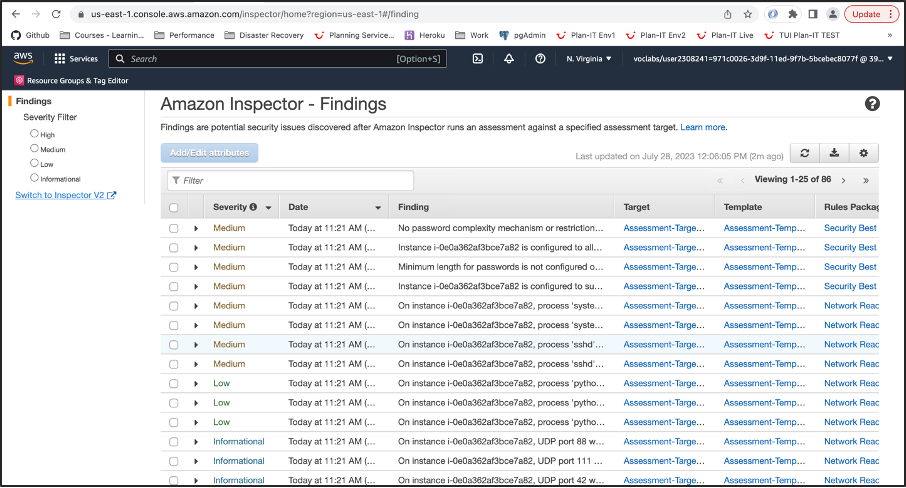 us-east-1.console.aws.amazon.com/inspector/home?region=us-east-1#/finding
Update
Github Courses - Learnin... Performance Disaster Recovery Planning Service... Heroku Work pgAdmin Plan-IT Env1 Plan-IT Env2 Plan-IT Live TUI Plan-IT TEST »
aws Services Search [Option+S] N. Virginia voclabs/user2308241=971c0026-3d9f-11ed-9f7b-5bcebec8077f @ 39...
Resource Groups & Tag Editor
Findings
Severity Filter
High
Medium
Low
Informational
Switch to Inspector V2
Amazon Inspector - Findings
Findings are potential security issues discovered after Amazon Inspector runs an assessment against a specified assessment target. Learn more.
Add/Edit attributes
Last updated on July 28, 2023 12:06:05 PM (2m ago)
Filter
Viewing 1-25 of 86
Severity Date Finding Target Template Rules Packag
Medium Today at 11:21 AM (... No password complexity mechanism or restriction... Assessment-Targe... Assessment-Temp... Security Best
Medium Today at 11:21 AM (... Instance i-0e0a362af3bce7a82 is configured to all... Assessment-Targe... Assessment-Temp... Security Best
Medium Today at 11:21 AM (... Minimum length for passwords is not configured o... Assessment-Targe... Assessment-Temp... Security Best
Medium Today at 11:21 AM (... Instance i-0e0a362af3bce7a82 is configured to su... Assessment-Targe... Assessment-Temp... Security Best
Medium Today at 11:21 AM (... On instance i-0e0a362af3bce7a82, process 'syste... Assessment-Targe... Assessment-Temp... Network Reac
Medium Today at 11:21 AM (... On instance i-0e0a362af3bce7a82, process 'syste... Assessment-Targe... Assessment-Temp... Network Reac
Medium Today at 11:21 AM (... On instance i-0e0a362af3bce7a82, process 'sshd'... Assessment-Targe... Assessment-Temp... Network Reac
Medium Today at 11:21 AM (... On instance i-0e0a362af3bce7a82, process 'sshd'... Assessment-Targe... Assessment-Temp... Network Reac
Low Today at 11:21 AM (... On instance i-0e0a362af3bce7a82, process 'pytho... Assessment-Targe... Assessment-Temp... Network Reac
Low Today at 11:21 AM (... On instance i-0e0a362af3bce7a82, process 'pytho... Assessment-Targe... Assessment-Temp... Network Reac
Low Today at 11:21 AM (... On instance i-0e0a362af3bce7a82, process 'pytho... Assessment-Targe... Assessment-Temp... Network Reac
Informational Today at 11:21 AM (... On instance i-0e0a362af3bce7a82, UDP port 88 w... Assessment-Targe... Assessment-Temp... Network Reac
Informational Today at 11:21 AM (... On instance i-0e0a362af3bce7a82, UDP port 111 ... Assessment-Targe... Assessment-Temp... Network Reac
Informational Today at 11:21 AM (... On instance i-0e0a362af3bce7a82, UDP port 42 w... Assessment-Targe... Assessment-Temp... Network Reac